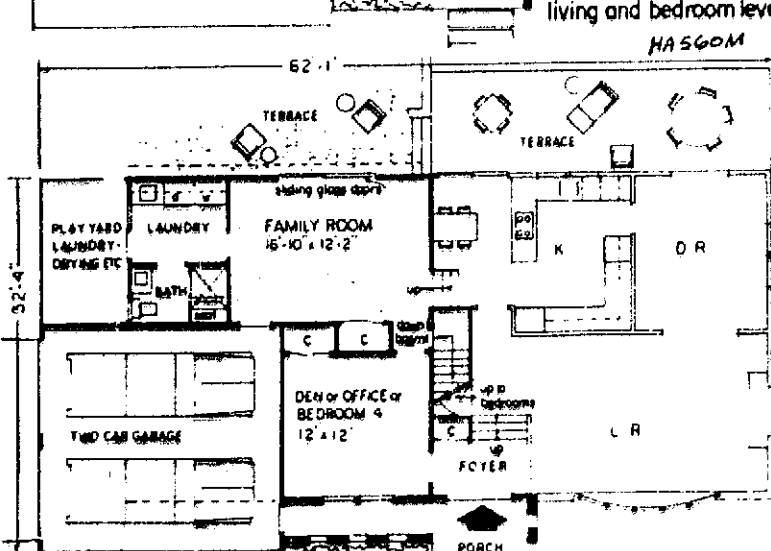 living and bedroom leve
HA560M
62'-1"
TERRACE
TERRACE
sliding glass doors
PLAY YARD
LAUNDRY-
DRYING ETC
LAUNDRY
FAMILY ROOM
16'-10" x 12'-2"
K
D R
32'-4"
BATH
up
C
C
down
DEN or OFFICE or
BEDROOM 4
12' x 12'
up to
bedrooms
TWO CAR GARAGE
C
up
L R
FOYER
PORCH